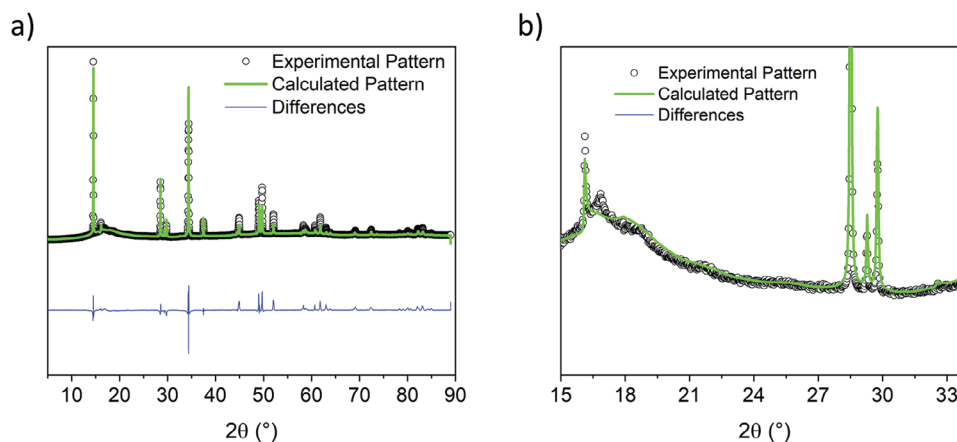 a)
Experimental Pattern
Calculated Pattern
Differences
10 20 30 40 50 60 70 80 90
2θ (°)
b)
Experimental Pattern
Calculated Pattern
Differences
15 18 21 24 27 30 33
2θ (°)